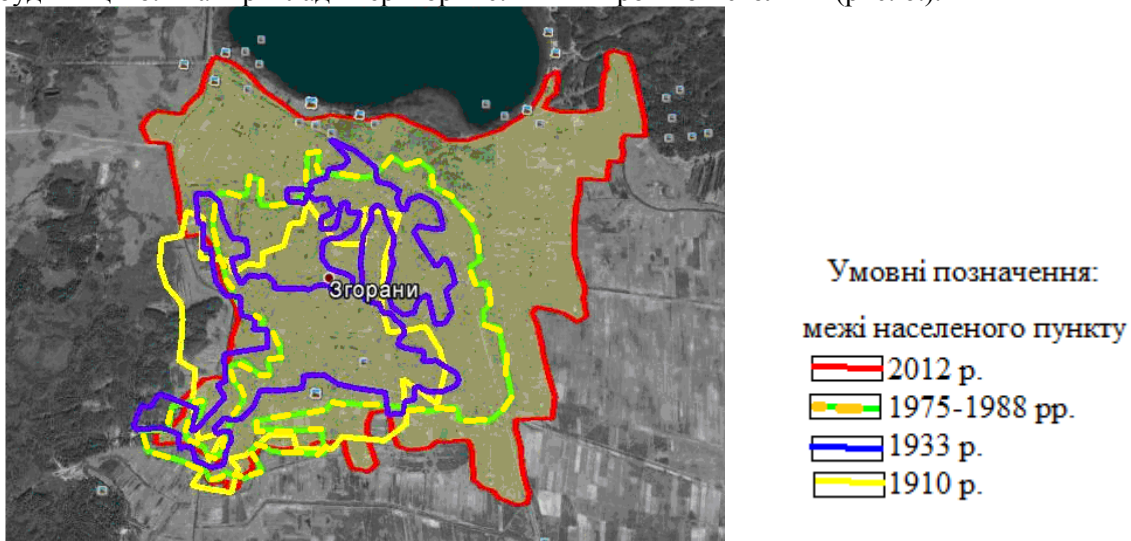 Згорани
Умовні позначення:
межі населеного пункту
2012 р.
1975-1988 рр.
1933 р.
1910 р.